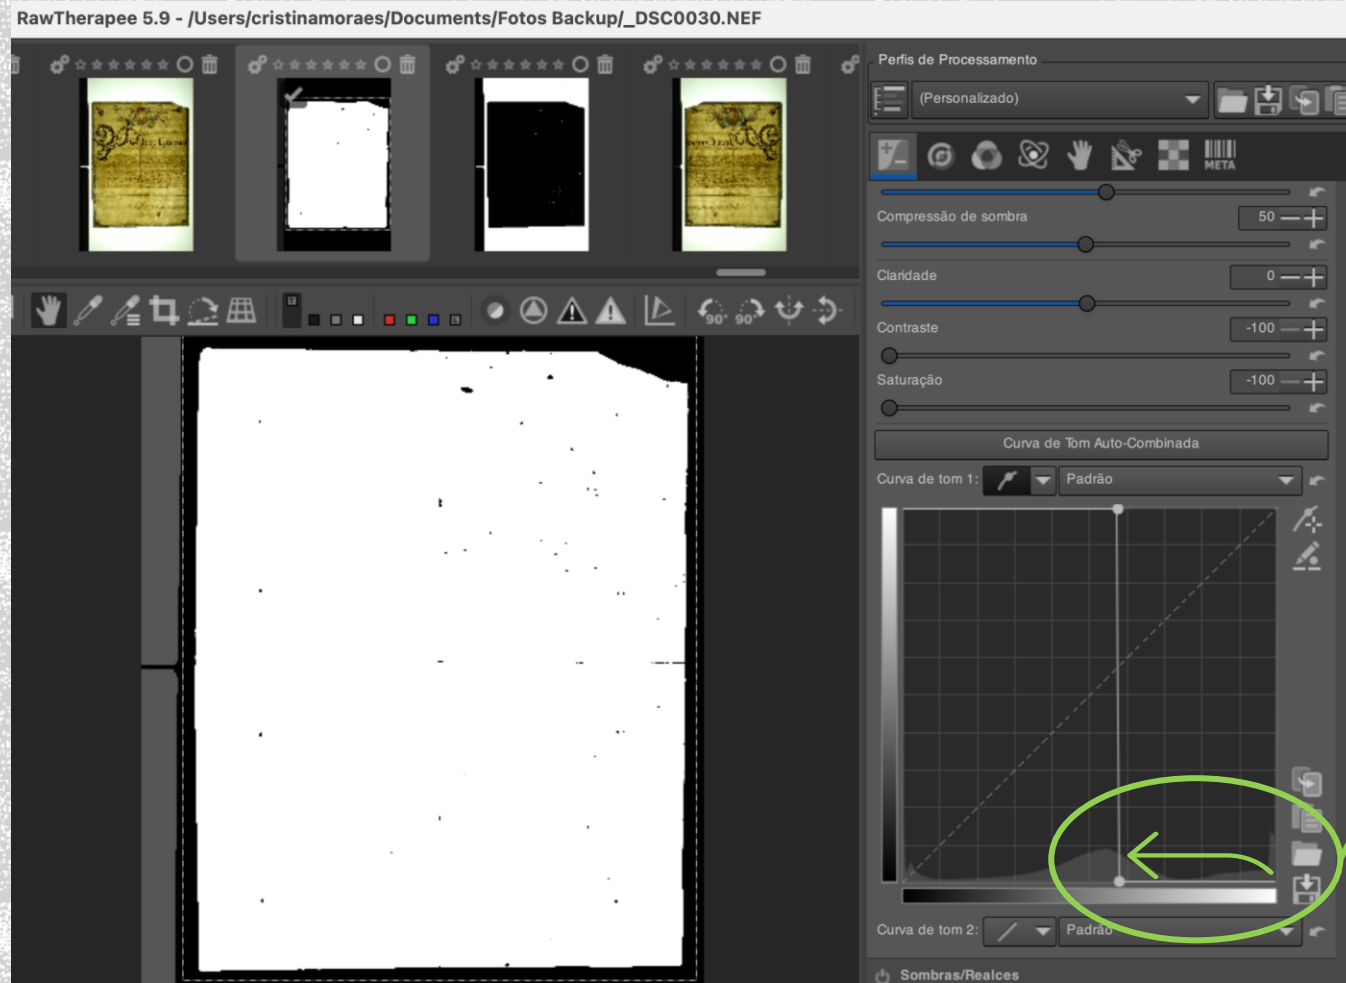 RawTherapee 5.9 - /Users/cristinamoraes/Documents/Fotos Backup/_DSC0030.NEF
Perfis de Processamento
(Personalizado)
META
Compressão de sombra
50
Claridade
0
Contraste
-100
Saturação
-100
90°
90°
Curva de Tom Auto-Combinada
Curva de tom 1:
Padrão
Curva de tom 2:
Padrão
Sombras/Realces